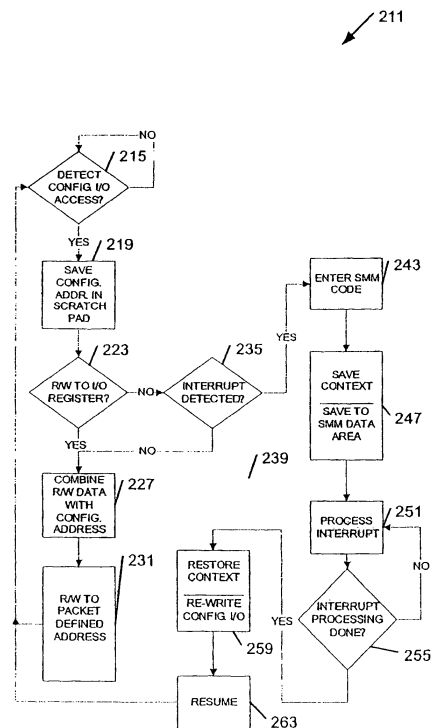 211
NO
215
DETECT
CONFIG. I/O
ACCESS?
YES
219
SAVE
CONFIG.
ADDR. IN
SCRATCH
PAD
223
R/W TO I/O
REGISTER?
NO
235
INTERRUPT
DETECTED?
YES
243
ENTER SMM
CODE
SAVE
CONTEXT
SAVE TO
SMM DATA
AREA
247
YES
NO
239
COMBINE
R/W DATA
WITH
CONFIG.
ADDRESS
227
251
PROCESS
INTERRUPT
NO
231
R/W TO
PACKET
DEFINED
ADDRESS
RESTORE
CONTEXT
RE-WRITE
CONFIG. I/O
259
YES
INTERRUPT
PROCESSING
DONE?
255
RESUME
263